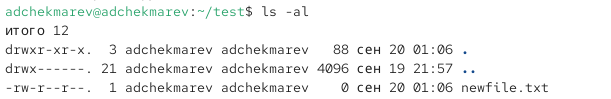 adchekmarev@adchekmarev:~/test$ ls -al
итого 12
drwxr-xr-x.  3 adchekmarev adchekmarev   88 сен 20 01:06 .
drwx------. 21 adchekmarev adchekmarev 4096 сен 19 21:57 ..
-rw-r--r--.  1 adchekmarev adchekmarev    0 сен 20 01:06 newfile.txt